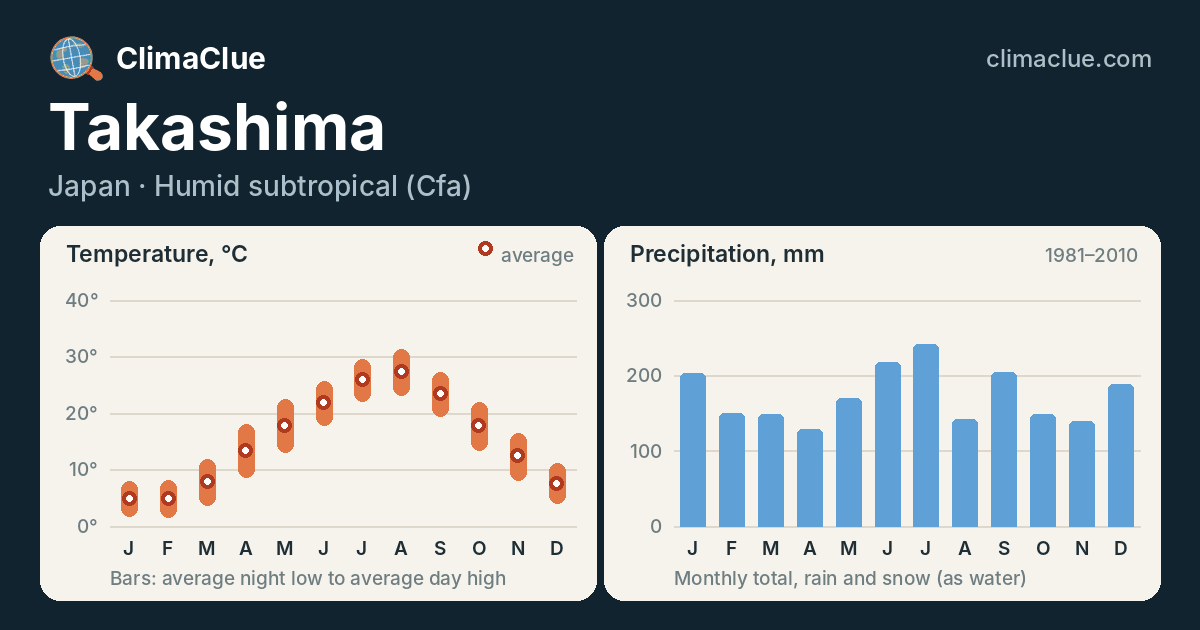 ClimaClue
climaclue.com
Takashima
Japan · Humid subtropical (Cfa)
Temperature, °C
average
40°
30°
20°
10°
0°
J F M A M J J A S O N D
Bars: average night low to average day high
Precipitation, mm
1981–2010
300
200
100
0
J F M A M J J A S O N D
Monthly total, rain and snow (as water)